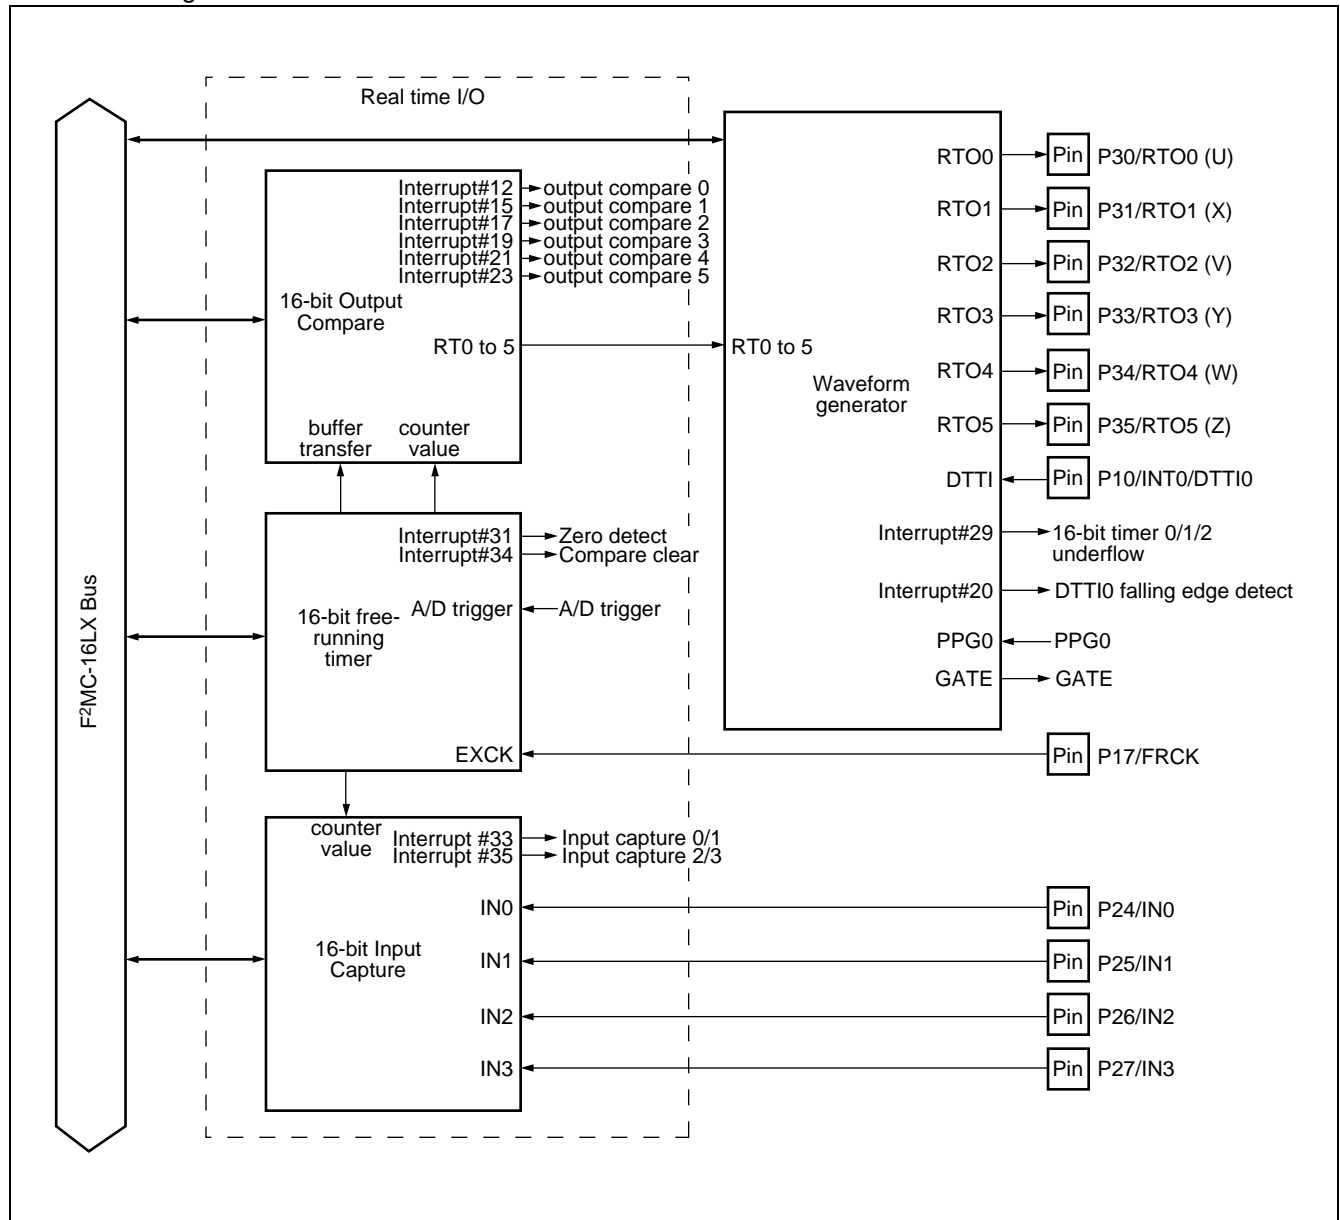 Real time I/O
F²MC-16LX Bus
Interrupt#12 output compare 0
Interrupt#15 output compare 1
Interrupt#17 output compare 2
Interrupt#19 output compare 3
Interrupt#21 output compare 4
Interrupt#23 output compare 5
16-bit Output
Compare
RT0 to 5
buffer
transfer
counter
value
Interrupt#31 Zero detect
Interrupt#34 Compare clear
A/D trigger A/D trigger
16-bit free-
running
timer
EXCK
Pin P17/FRCK
counter
value
Interrupt #33 Input capture 0/1
Interrupt #35 Input capture 2/3
16-bit Input
Capture
IN0 Pin P24/IN0
IN1 Pin P25/IN1
IN2 Pin P26/IN2
IN3 Pin P27/IN3
RT0 to 5
Waveform
generator
RTO0 Pin P30/RTO0 (U)
RTO1 Pin P31/RTO1 (X)
RTO2 Pin P32/RTO2 (V)
RTO3 Pin P33/RTO3 (Y)
RTO4 Pin P34/RTO4 (W)
RTO5 Pin P35/RTO5 (Z)
DTTI Pin P10/INT0/DTTI0
Interrupt#29 16-bit timer 0/1/2
underflow
Interrupt#20 DTTI0 falling edge detect
PPG0 PPG0
GATE GATE